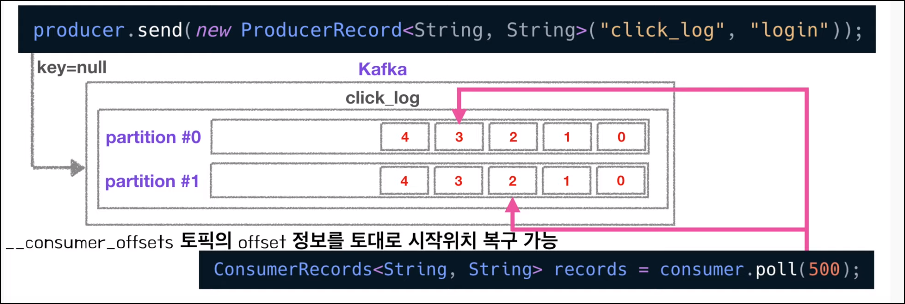 producer.send(new ProducerRecord<String, String>("click_log", "login"));
key=null
Kafka
click_log
partition #0 4 3 2 1 0
partition #1 4 3 2 1 0
__consumer_offsets 토픽의 offset 정보를 토대로 시작위치 복구 가능
ConsumerRecords<String, String> records = consumer.poll(500);